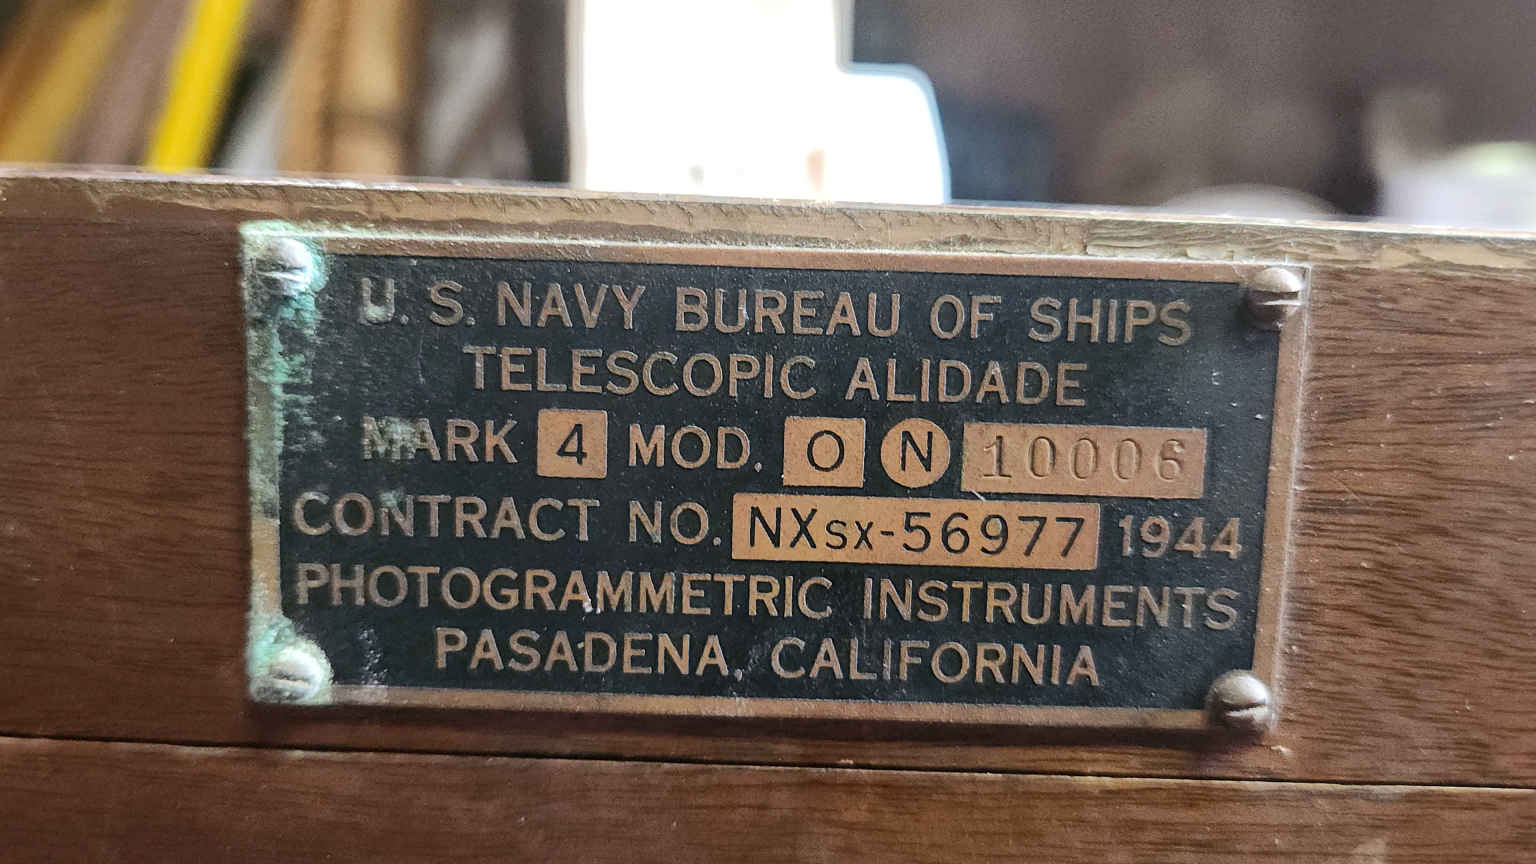 U. S. NAVY BUREAU OF SHIPS
TELESCOPIC ALIDADE
MARK 4 MOD. O N 10006
CONTRACT NO. NXsx-56977 1944
PHOTOGRAMMETRIC INSTRUMENTS
PASADENA, CALIFORNIA